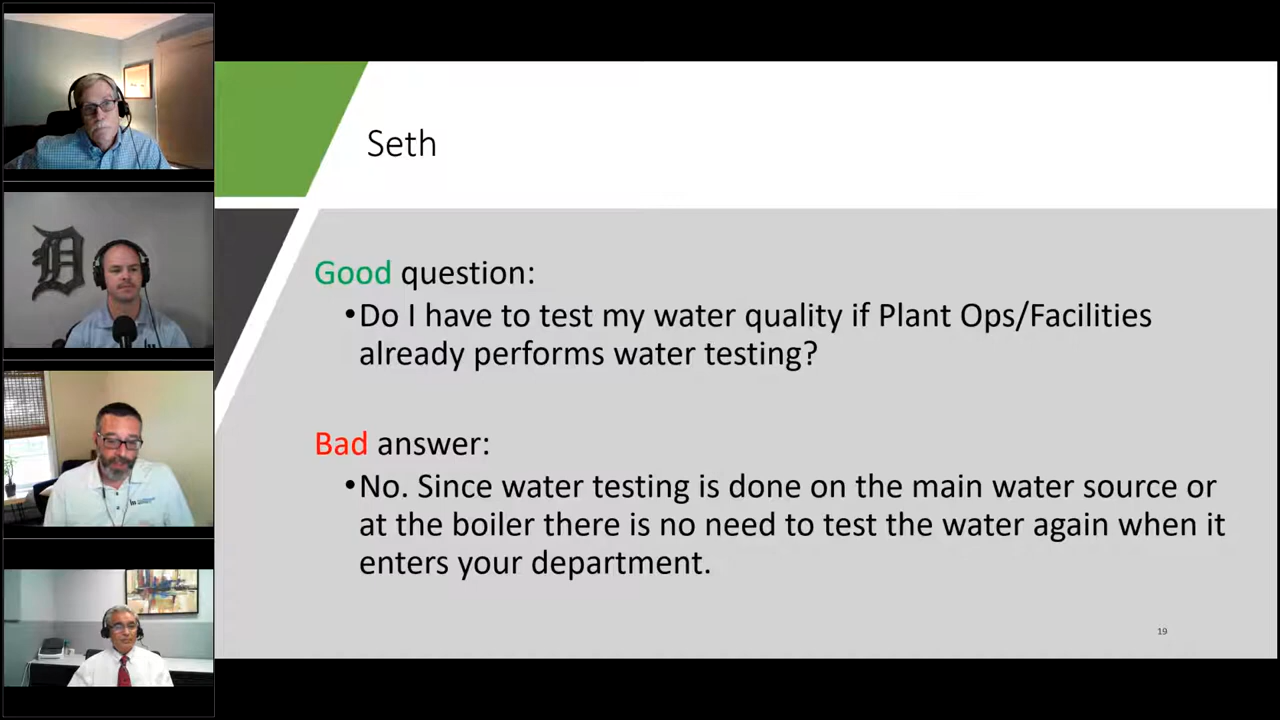 Seth
Good question:
•Do I have to test my water quality if Plant Ops/Facilities
already performs water testing?
Bad answer:
•No. Since water testing is done on the main water source or
at the boiler there is no need to test the water again when it
enters your department.
19